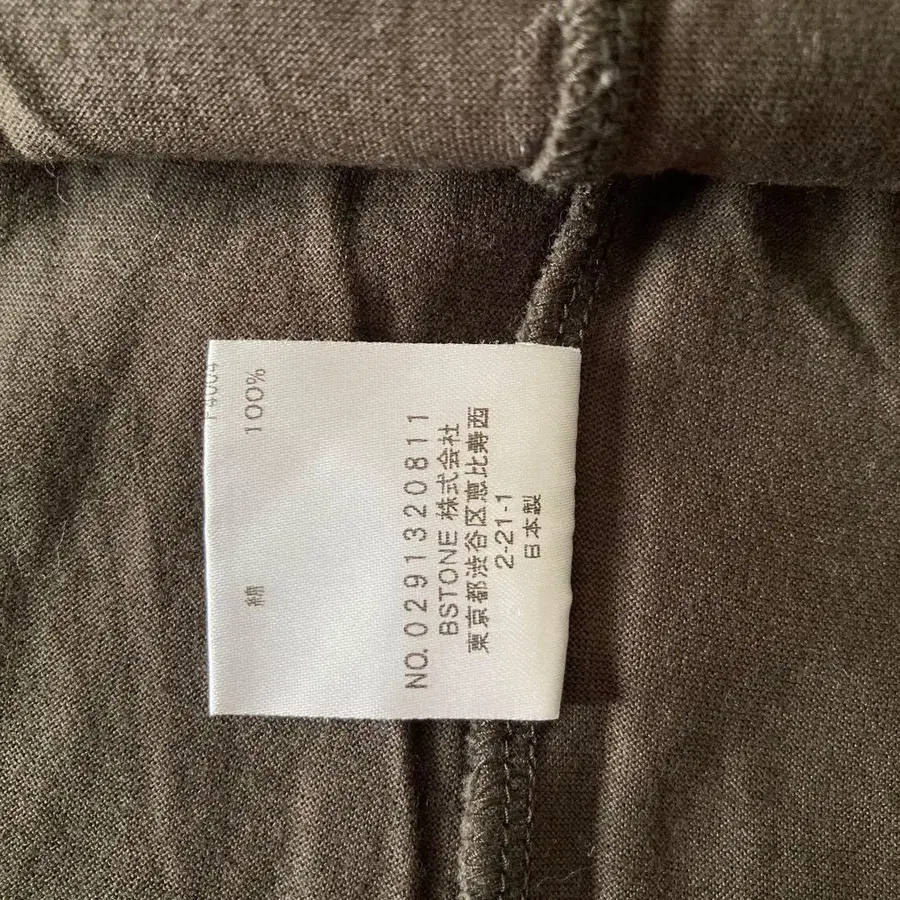 綿 100%
NO. 0291320811
BSTONE 株式会社
東京都渋谷区恵比寿西
2-21-1
日本製